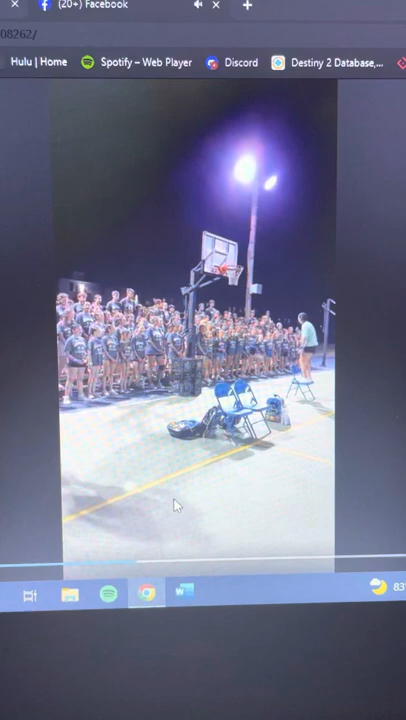 (20+) Facebook
08262/
Hulu | Home
Spotify – Web Player
Discord
Destiny 2 Database,...
83